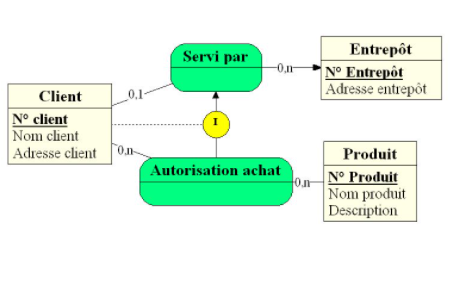 Servi par
Entrepôt
N° Entrepôt
Adresse entrepôt
0,n
Client
N° client
Nom client
Adresse client
0,1
I
0,n
Autorisation achat
0,n
Produit
N° Produit
Nom produit
Description